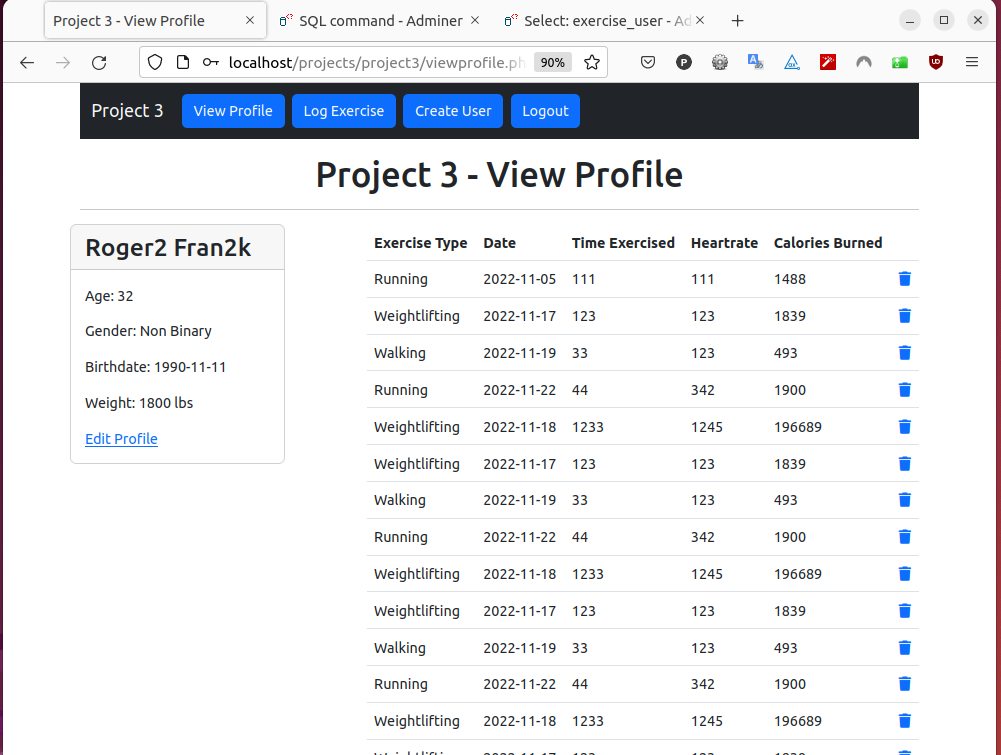 Project 3 - View Profile
SQL command - Adminer
Select: exercise_user - Ad
localhost/projects/project3/viewprofile.ph
90%
Project 3 View Profile Log Exercise Create User Logout
Project 3 - View Profile
Roger2 Fran2k
Age: 32
Gender: Non Binary
Birthdate: 1990-11-11
Weight: 1800 lbs
Edit Profile
Exercise Type Date Time Exercised Heartrate Calories Burned
Running 2022-11-05 111 111 1488
Weightlifting 2022-11-17 123 123 1839
Walking 2022-11-19 33 123 493
Running 2022-11-22 44 342 1900
Weightlifting 2022-11-18 1233 1245 196689
Weightlifting 2022-11-17 123 123 1839
Walking 2022-11-19 33 123 493
Running 2022-11-22 44 342 1900
Weightlifting 2022-11-18 1233 1245 196689
Weightlifting 2022-11-17 123 123 1839
Walking 2022-11-19 33 123 493
Running 2022-11-22 44 342 1900
Weightlifting 2022-11-18 1233 1245 196689